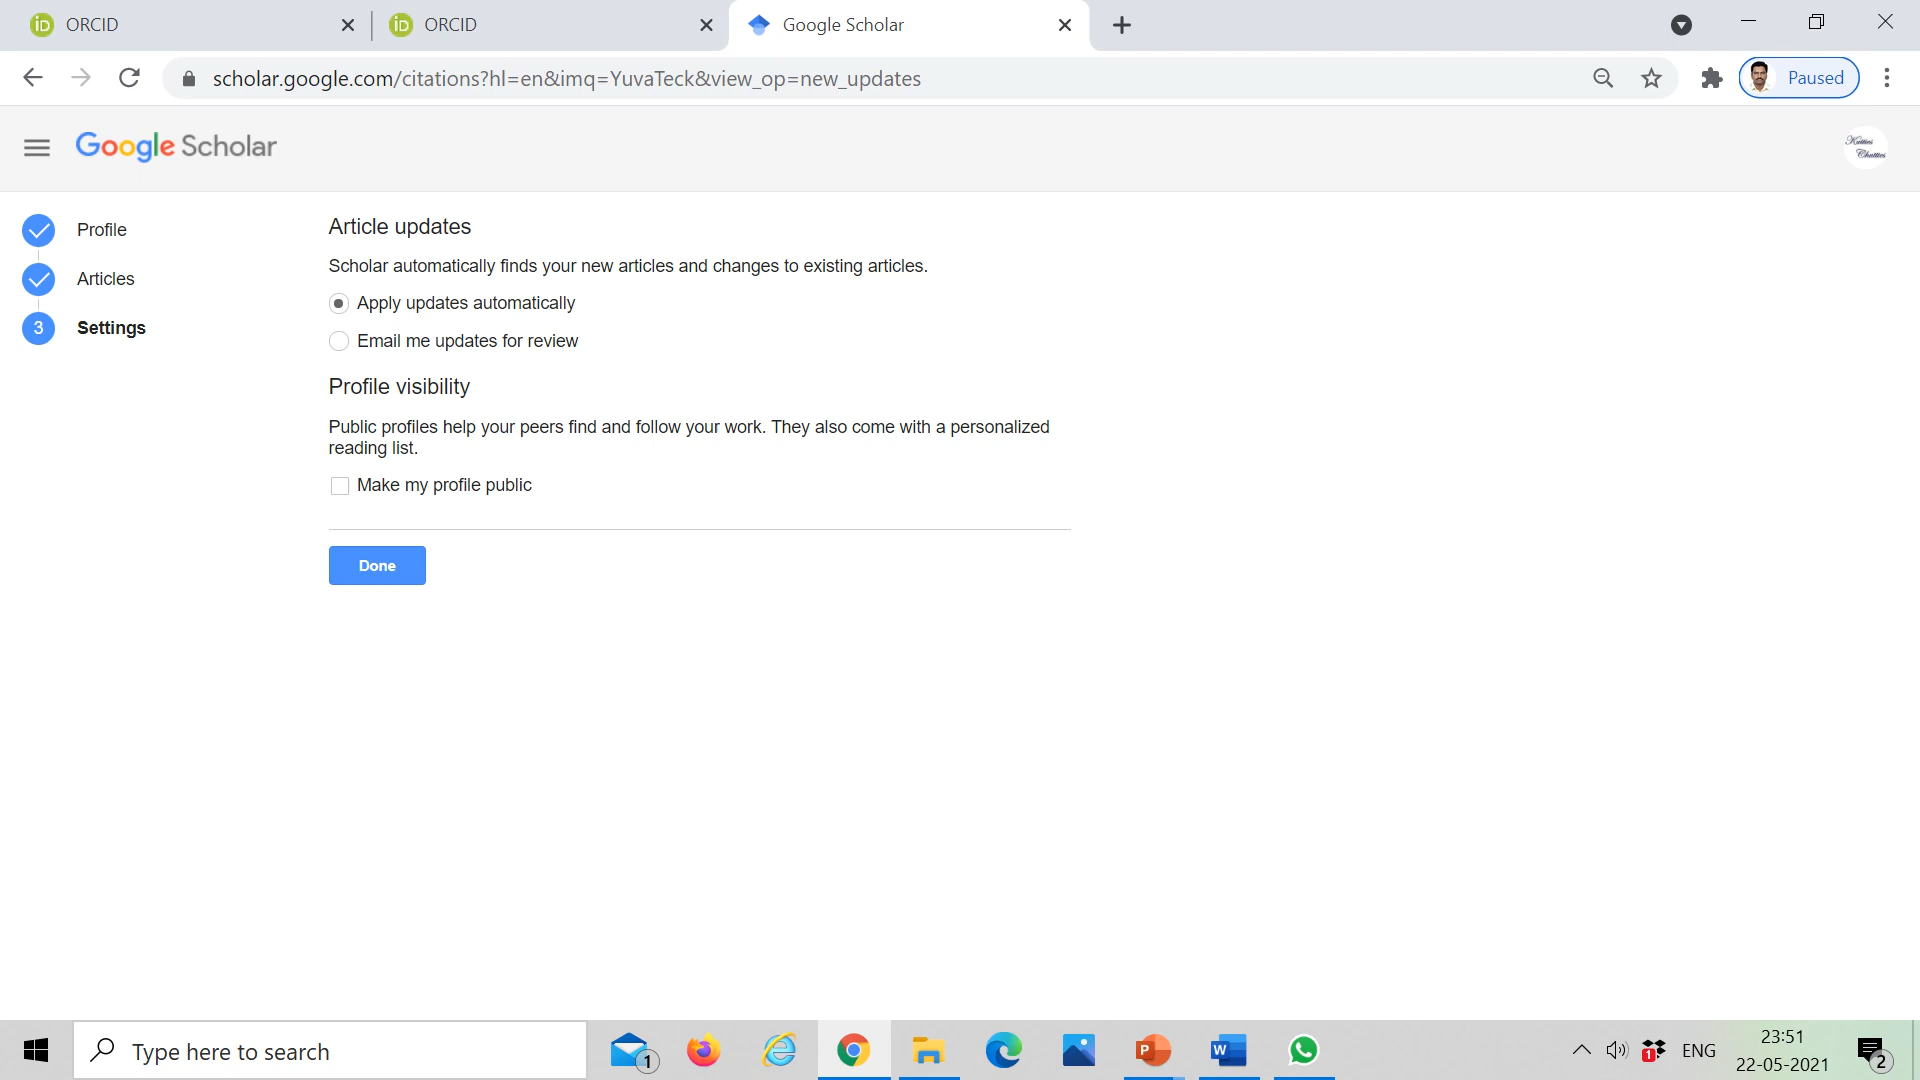 ORCID
ORCID
Google Scholar
scholar.google.com/citations?hl=en&imq=YuvaTeck&view_op=new_updates
Paused
Google Scholar
Kutties
Chutties
Profile
Articles
3 Settings
Article updates
Scholar automatically finds your new articles and changes to existing articles.
Apply updates automatically
Email me updates for review
Profile visibility
Public profiles help your peers find and follow your work. They also come with a personalized
reading list.
Make my profile public
Done
Type here to search
1
1
ENG
23:51
22-05-2021
2